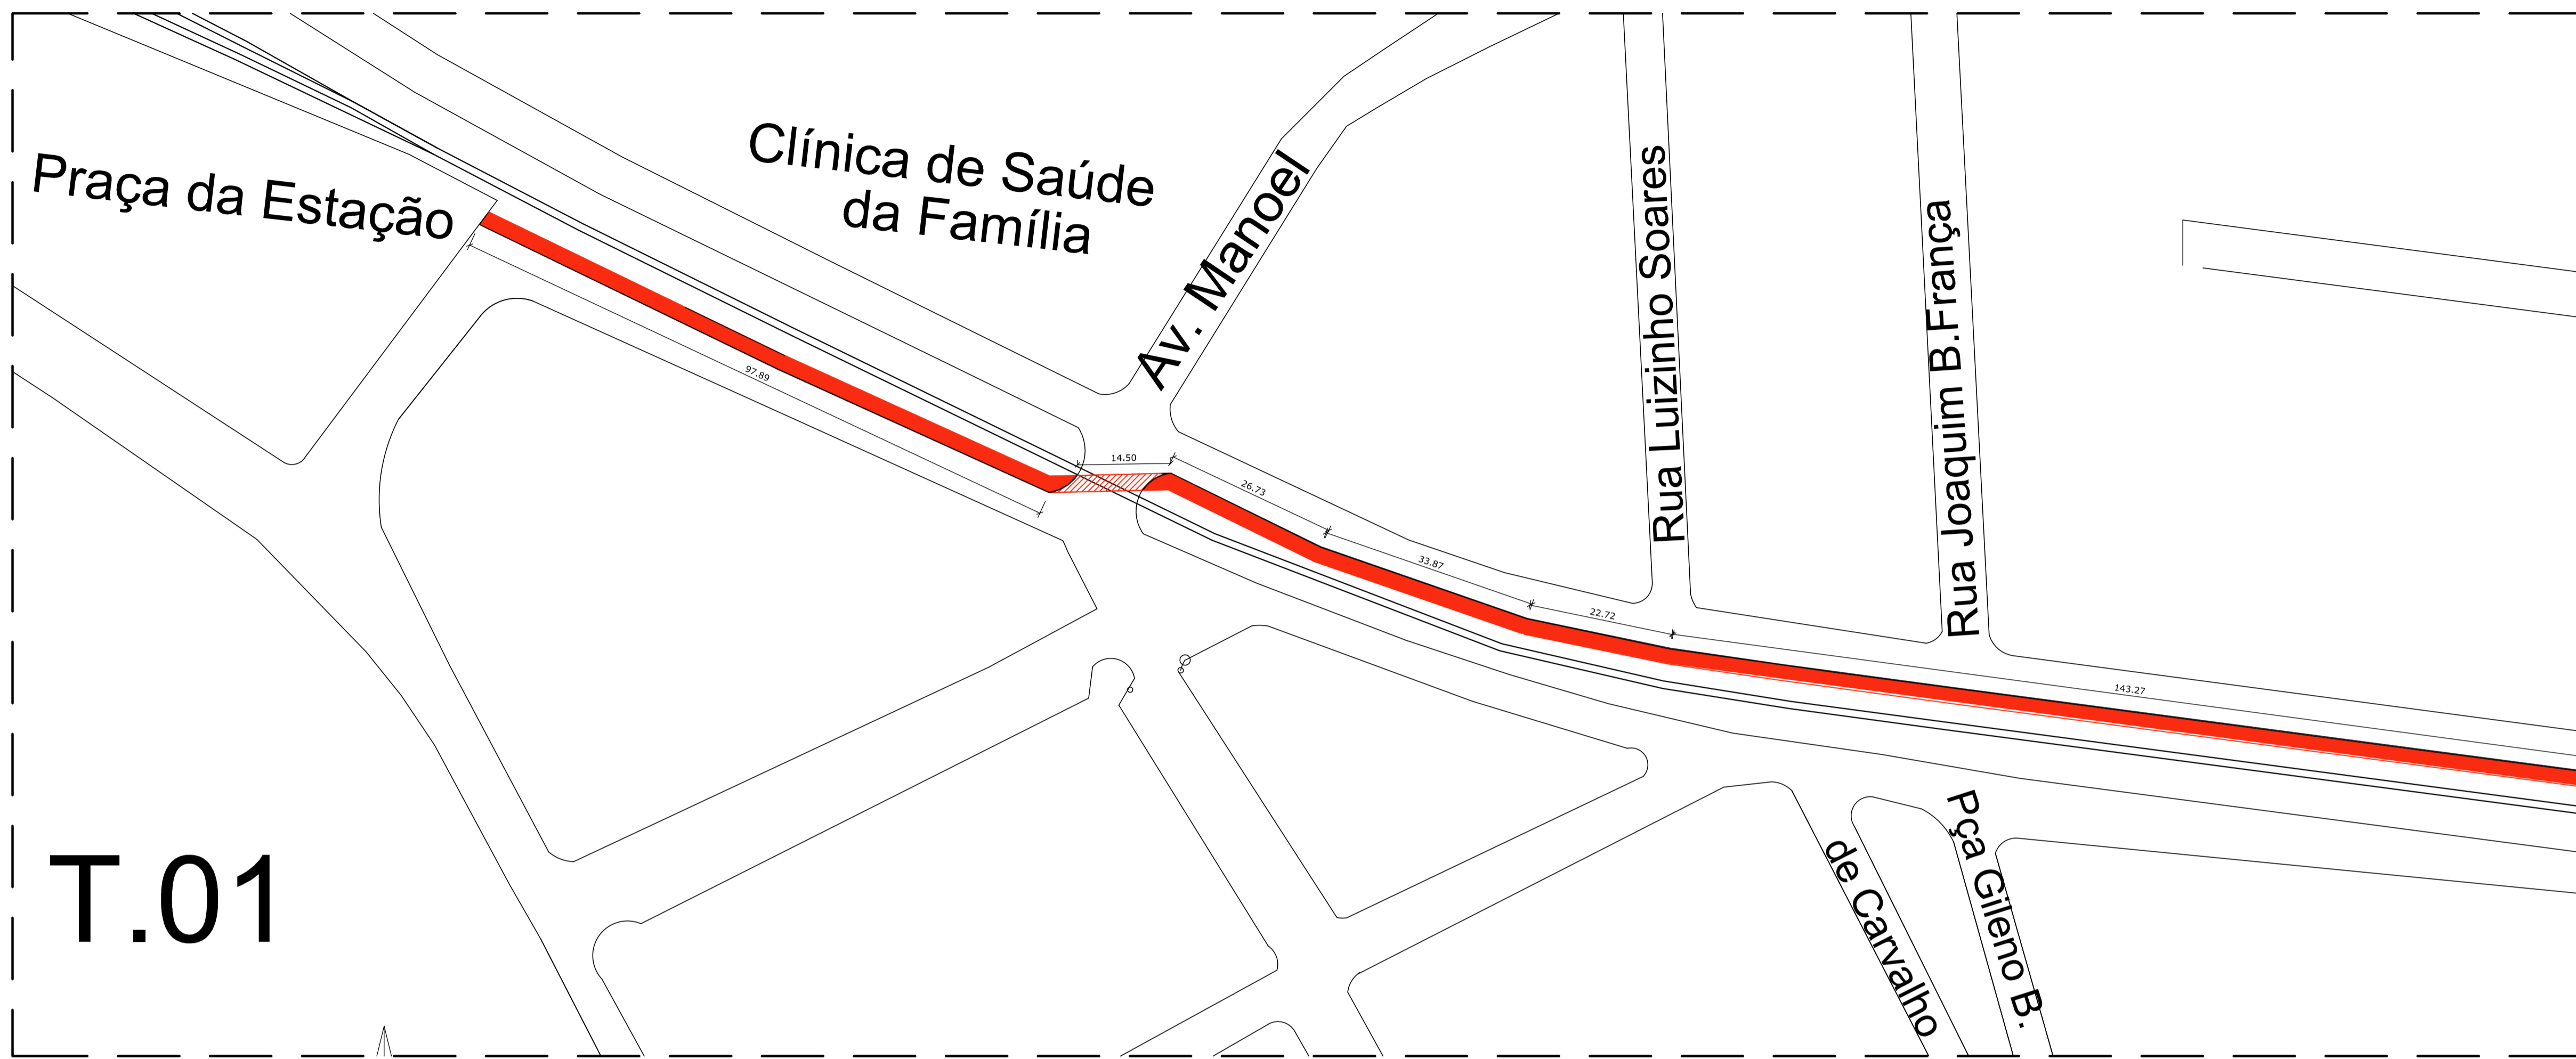 Praça da Estação
Clínica de Saúde
da Família
Av. Manoel
Rua Luizinho Soares
Rua Joaquim B.França
97.89
14.50
26.73
33.87
22.72
143.27
T.01
de Carvalho
Pça Gileno B.